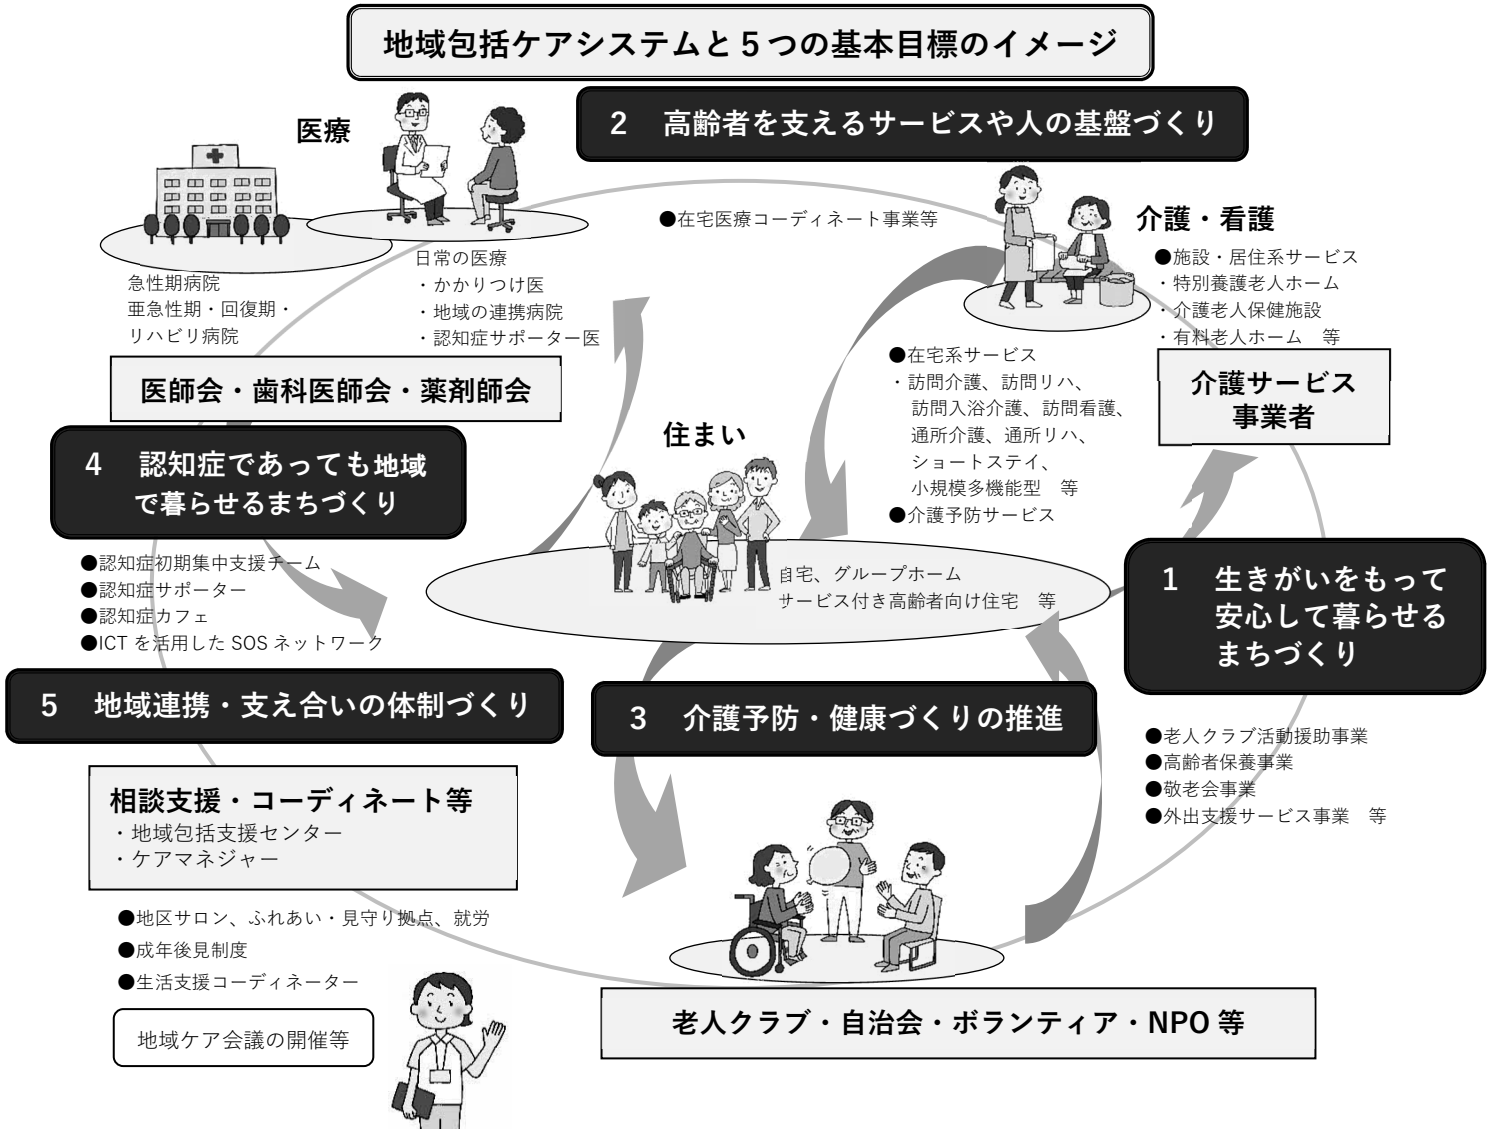 地域包括ケアシステムと5つの基本目標のイメージ
2 高齢者を支えるサービスや人の基盤づくり
医療
●在宅医療コーディネート事業等
介護・看護
●施設・居住系サービス
・特別養護老人ホーム
・介護老人保健施設
・有料老人ホーム 等
急性期病院
亜急性期・回復期・
リハビリ病院
日常の医療
・かかりつけ医
・地域の連携病院
・認知症サポーター医
医師会・歯科医師会・薬剤師会
●在宅系サービス
・訪問介護、訪問リハ、
訪問入浴介護、訪問看護、
通所介護、通所リハ、
ショートステイ、
小規模多機能型 等
●介護予防サービス
介護サービス
事業者
住まい
自宅、グループホーム
サービス付き高齢者向け住宅 等
4 認知症であっても地域
で暮らせるまちづくり
●認知症初期集中支援チーム
●認知症サポーター
●認知症カフェ
●ICTを活用したSOSネットワーク
1 生きがいをもって
安心して暮らせる
まちづくり
●老人クラブ活動援助事業
●高齢者保養事業
●敬老会事業
●外出支援サービス事業 等
5 地域連携・支え合いの体制づくり
3 介護予防・健康づくりの推進
相談支援・コーディネート等
・地域包括支援センター
・ケアマネジャー
●地区サロン、ふれあい・見守り拠点、就労
●成年後見制度
●生活支援コーディネーター
地域ケア会議の開催等
老人クラブ・自治会・ボランティア・NPO等